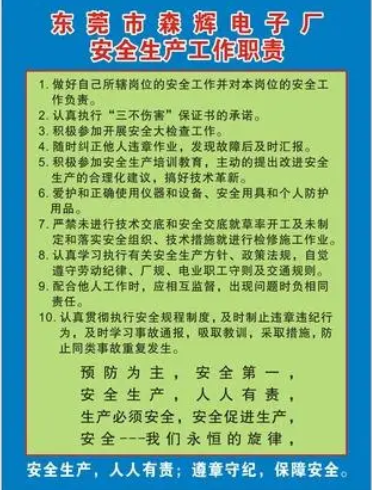 东莞市森辉电子厂
安全生产工作职责
1. 做好自己所辖岗位的安全工作并对本岗位的安全工
作负责。
2. 认真执行“三不伤害”保证书的承诺。
3. 积极参加开展安全大检查工作。
4. 随时纠正他人违章作业，发现故障后及时汇报。
5. 积极参加安全生产培训教育，主动的提出改进安全
生产的合理化建议，搞好技术革新。
6. 爱护和正确使用仪器和设备、安全用具和个人防护
用品。
7. 严禁未进行技术交底和安全交底就草率开工及未制
定和落实安全组织、技术措施就进行检修施工作业。
8. 认真学习执行有关安全生产方针、政策法规，自觉
遵守劳动纪律、厂规、电业职工守则及交通规则。
9. 配合他人工作时，应相互监督，出现问题时负相同
责任。
10. 认真贯彻执行安全规程制度，及时制止违章违纪行
为，及时学习事故通报，吸取教训，采取措施，防
止同类事故重复发生。
预防为主，安全第一，
安全生产，人人有责，
生产必须安全，安全促进生产，
安全---我们永恒的旋律，
安全生产，人人有责；遵章守纪，保障安全。